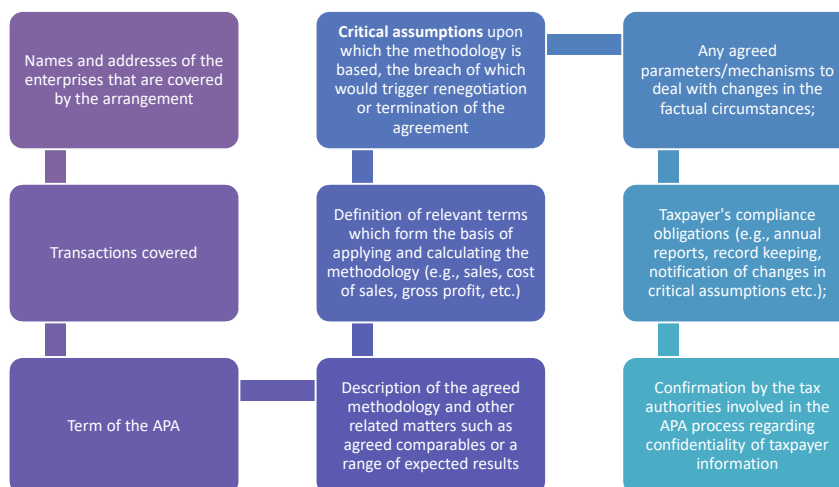 Names and addresses of the
enterprises that are covered
by the arrangement
Transactions covered
Term of the APA
Description of the agreed
methodology and other
related matters such as
agreed comparables or a
range of expected results
Definition of relevant terms
which form the basis of
applying and calculating the
methodology (e.g., sales, cost
of sales, gross profit, etc.)
Critical assumptions upon
which the methodology is
based, the breach of which
would trigger renegotiation
or termination of the
agreement
Any agreed
parameters/mechanisms to
deal with changes in the
factual circumstances;
Taxpayer's compliance
obligations (e.g., annual
reports, record keeping,
notification of changes in
critical assumptions etc.);
Confirmation by the tax
authorities involved in the
APA process regarding
confidentiality of taxpayer
information